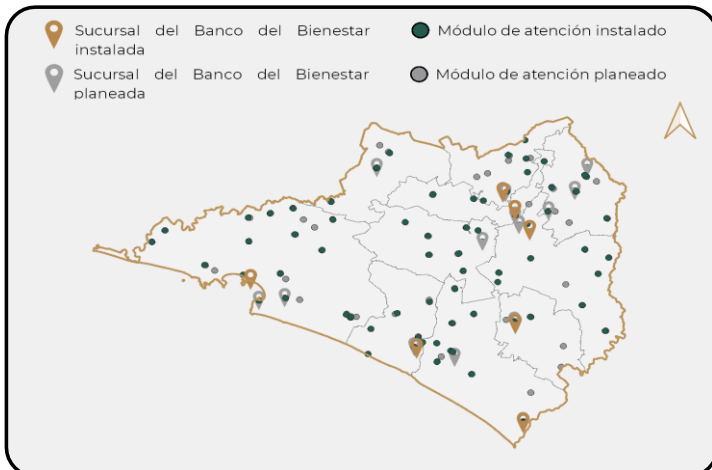 Sucursal del Banco del Bienestar
instalada
Módulo de atención instalado
Sucursal del Banco del Bienestar
planeada
Módulo de atención planeado